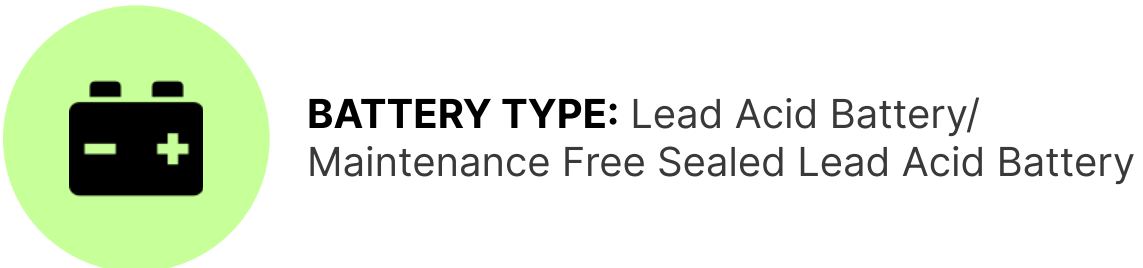 BATTERY TYPE: Lead Acid Battery/
Maintenance Free Sealed Lead Acid Battery